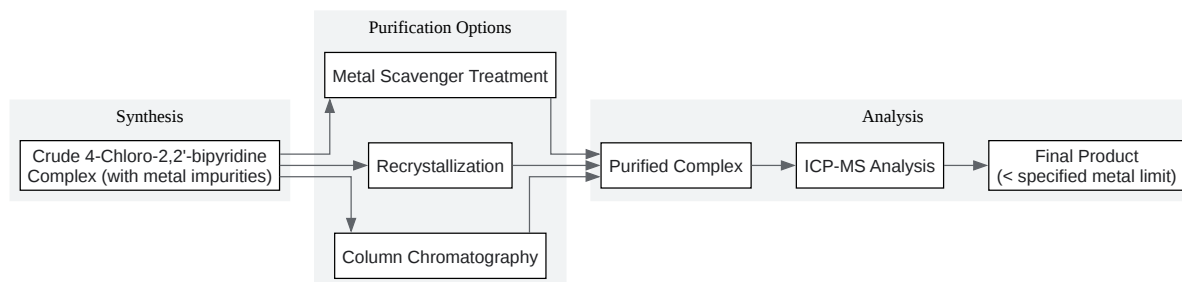 Purification Options
Metal Scavenger Treatment
Synthesis
Analysis
Crude 4-Chloro-2,2'-bipyridine
Complex (with metal impurities)
Recrystallization
Purified Complex
ICP-MS Analysis
Final Product
(< specified metal limit)
Column Chromatography